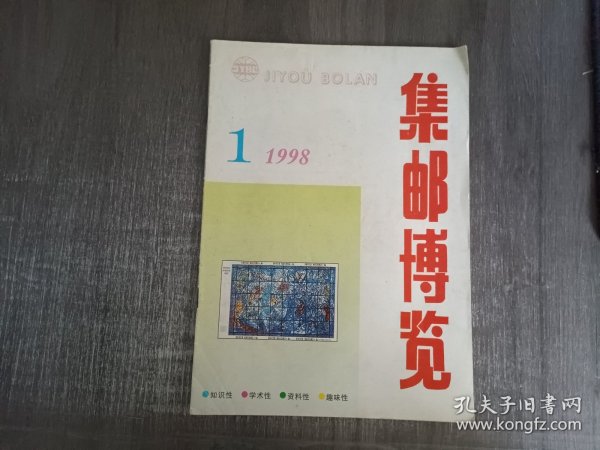 JIYOU BOLAN
1 1998
集邮博览
知识性 学术性 资料性 趣味性
孔夫子旧书网
www.kongfz.com